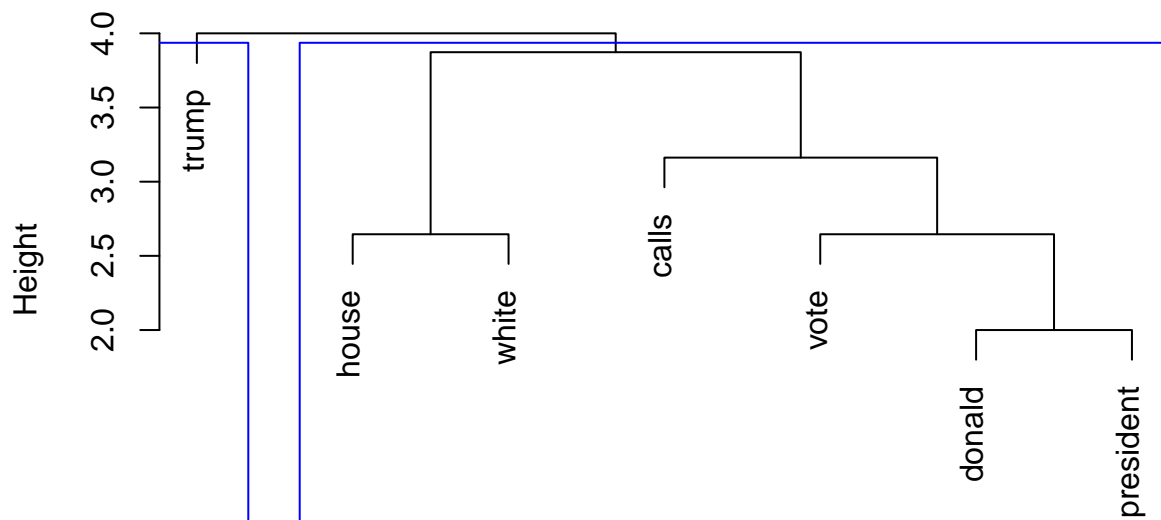 Height
4.0
3.5
3.0
2.5
2.0
trump
house
white
calls
vote
donald
president